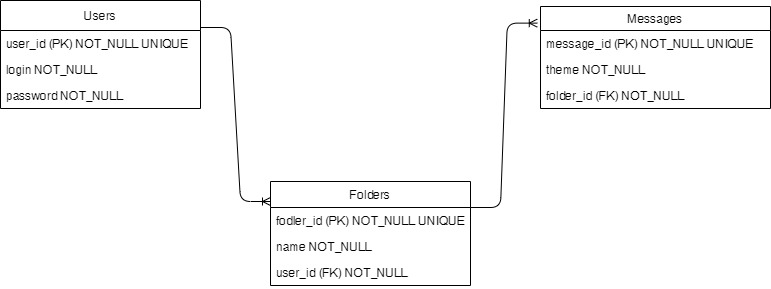 Users
user_id (PK) NOT_NULL UNIQUE
login NOT_NULL
password NOT_NULL
Messages
message_id (PK) NOT_NULL UNIQUE
theme NOT_NULL
folder_id (FK) NOT_NULL
Folders
fodler_id (PK) NOT_NULL UNIQUE
name NOT_NULL
user_id (FK) NOT_NULL